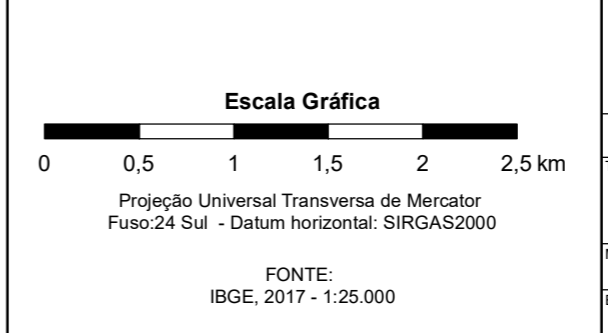 Escala Gráfica
0 0,5 1 1,5 2 2,5 km
Projeção Universal Transversa de Mercator
Fuso:24 Sul - Datum horizontal: SIRGAS2000
FONTE:
IBGE, 2017 - 1:25.000